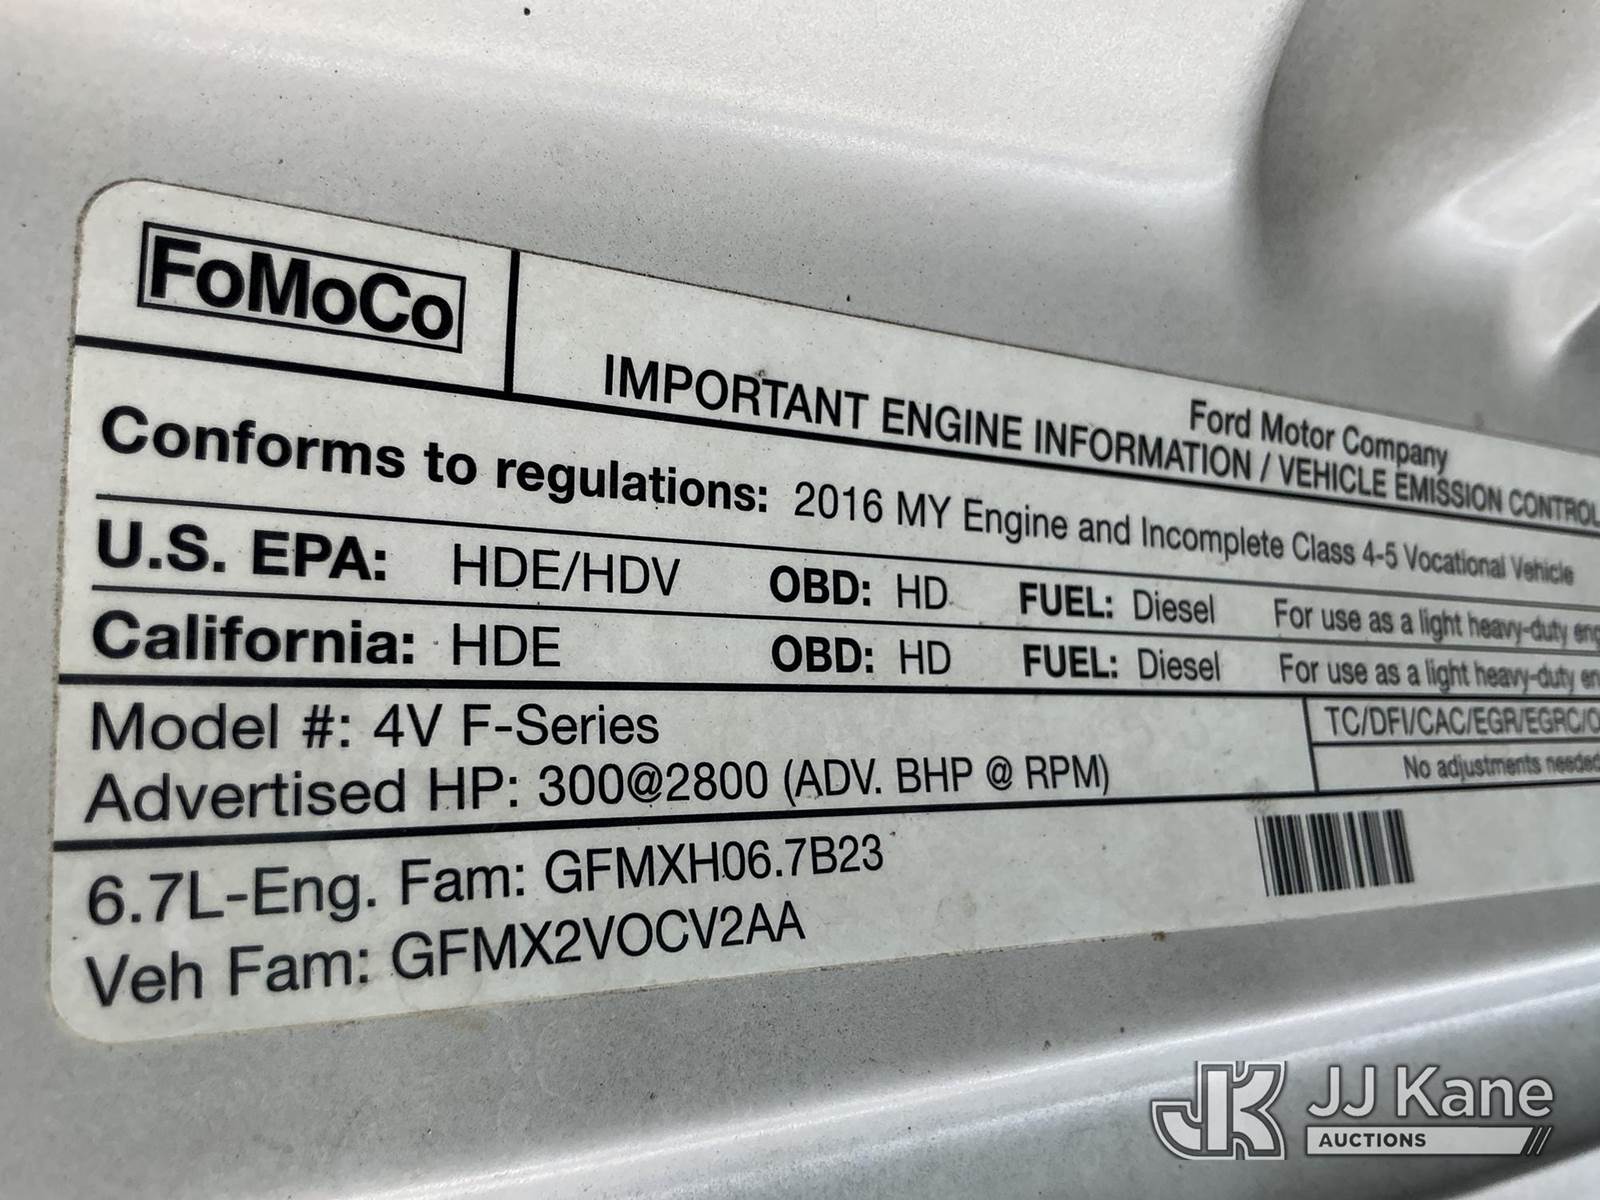 FoMoCo
Ford Motor Company
IMPORTANT ENGINE INFORMATION / VEHICLE EMISSION CONTROL
Conforms to regulations: 2016 MY Engine and Incomplete Class 4-5 Vocational Vehicle
U.S. EPA: HDE/HDV OBD: HD FUEL: Diesel For use as a light heavy-duty eng
California: HDE OBD: HD FUEL: Diesel For use as a light heavy-duty en
Model #: 4V F-Series
TC/DFI/CAC/EGR/EGRC/O
Advertised HP: 300@2800 (ADV. BHP @ RPM)
No adjustments needed
6.7L-Eng. Fam: GFMXH06.7B23
Veh Fam: GFMX2VOCV2AA
JK
JJ Kane
AUCTIONS